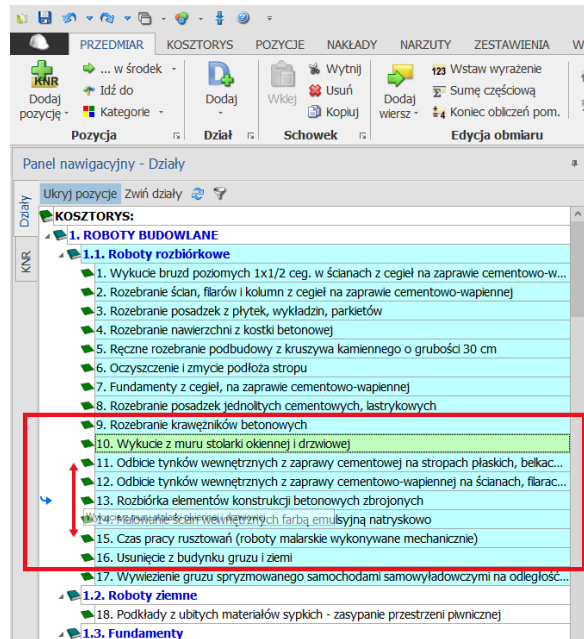 PRZEDMIAR KOSZTORYS POZYCJE NAKŁADY NARZUTY ZESTAWIENIA W
KNR
Dodaj pozycję
... w środek
Idź do
Kategorie
Pozycja
Dodaj
Dział
Wklej
Wytnij
Usuń
Kopiuj
Schowek
Dodaj wiersz
123 Wstaw wyrażenie
Sumę częściową
Koniec obliczeń pom.
Edycja obmiaru
Panel nawigacyjny - Działy
Działy
KNR
Ukryj pozycje Zwiń działy
KOSZTORYS:
1. ROBOTY BUDOWLANE
1.1. Roboty rozbiórkowe
1. Wykucie bruzd poziomych 1x1/2 ceg. w ścianach z cegieł na zaprawie cementowo-w...
2. Rozebranie ścian, filarów i kolumn z cegieł na zaprawie cementowo-wapiennej
3. Rozebranie posadzek z płytek, wykładzin, parkietów
4. Rozebranie nawierzchni z kostki betonowej
5. Ręczne rozebranie podbudowy z kruszywa kamiennego o grubości 30 cm
6. Oczyszczenie i zmycie podłoża stropu
7. Fundamenty z cegieł, na zaprawie cementowo-wapiennej
8. Rozebranie posadzek jednolitych cementowych, lastrykowych
9. Rozebranie krawężników betonowych
10. Wykucie z muru stolarki okiennej i drzwiowej
11. Odbicie tynków wewnętrznych z zaprawy cementowej na stropach płaskich, belkac...
12. Odbicie tynków wewnętrznych z zaprawy cementowo-wapiennej na ścianach, filarac...
13. Rozbiórka elementów konstrukcji betonowych zbrojonych
14. Malowanie ścian wewnętrznych farbą emulsyjną natryskowo
15. Czas pracy rusztowań (roboty malarskie wykonywane mechanicznie)
16. Usunięcie z budynku gruzu i ziemi
17. Wywiezienie gruzu spryzmowanego samochodami samowyładowczymi na odległość...
1.2. Roboty ziemne
18. Podkłady z ubitych materiałów sypkich - zasypanie przestrzeni piwnicznej
1.3. Fundamenty